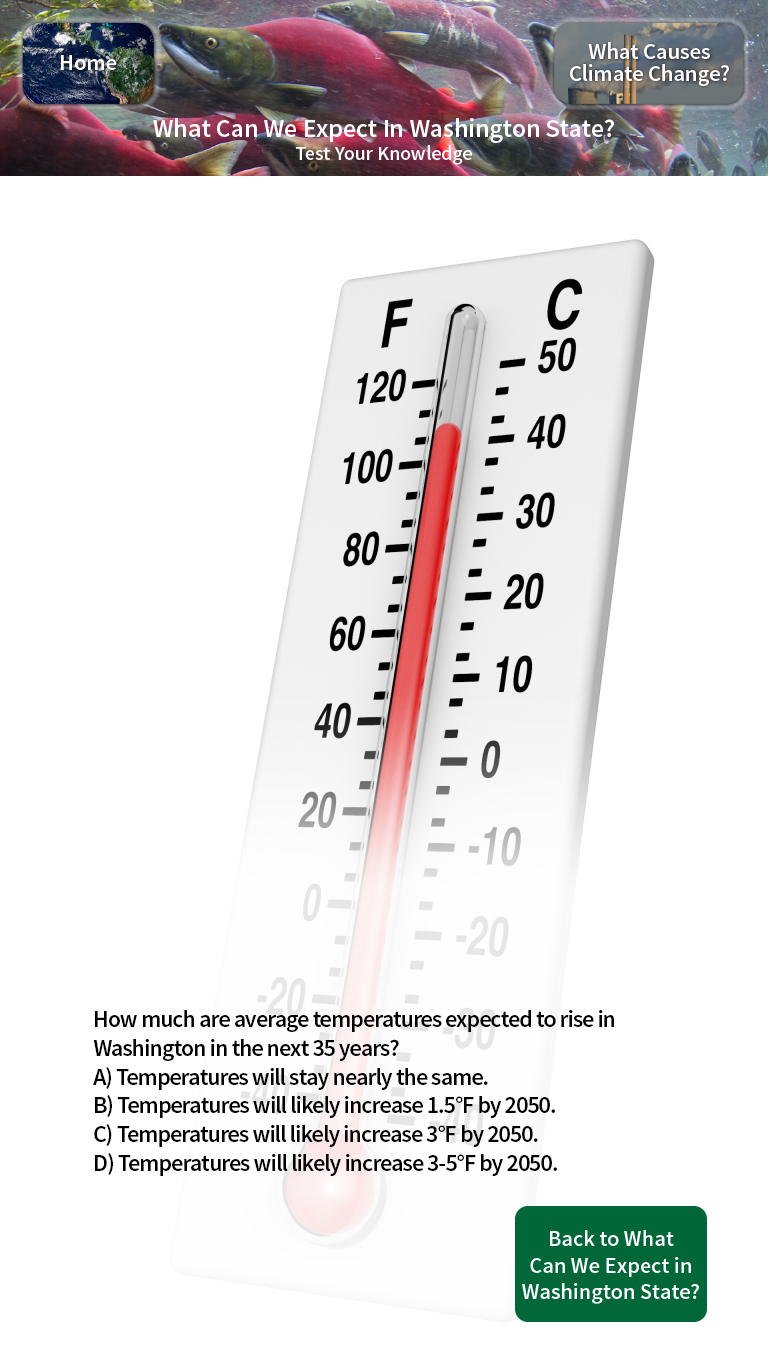 Home
What Causes
Climate Change?
What Can We Expect In Washington State?
Test Your Knowledge
F
C
120
50
100
40
80
30
60
20
40
10
20
0
0
-10
-20
-20
-40
-30
-40
How much are average temperatures expected to rise in
Washington in the next 35 years?
A) Temperatures will stay nearly the same.
B) Temperatures will likely increase 1.5°F by 2050.
C) Temperatures will likely increase 3°F by 2050.
D) Temperatures will likely increase 3-5°F by 2050.
Back to What
Can We Expect in
Washington State?